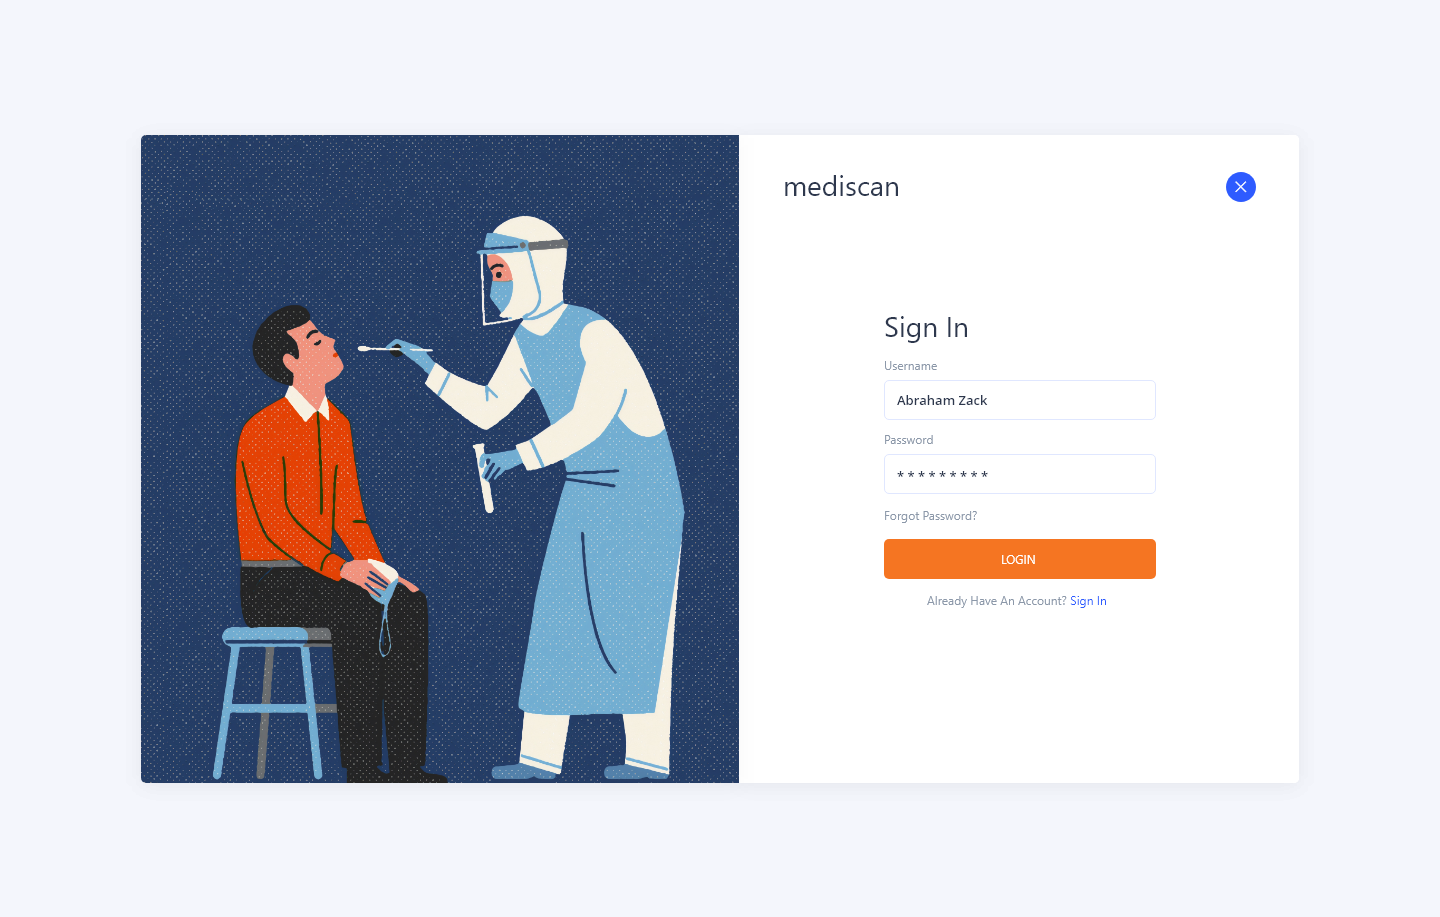 mediscan
Sign In
Username
Abraham Zack
Password
* * * * * * * * *
Forgot Password?
LOGIN
Already Have An Account? Sign In